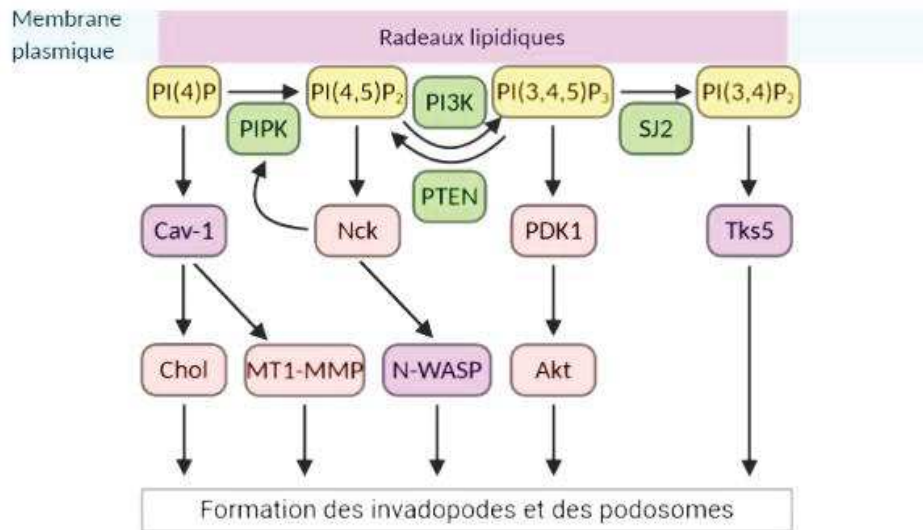 Membrane
plasmique
Radeaux lipidiques
PI(4)P
PI(4,5)P₂
PI3K
PI(3,4,5)P₃
PI(3,4)P₂
PIPK
SJ2
PTEN
Cav-1
Nck
PDK1
Tks5
Chol
MT1-MMP
N-WASP
Akt
Formation des invadopodes et des podosomes